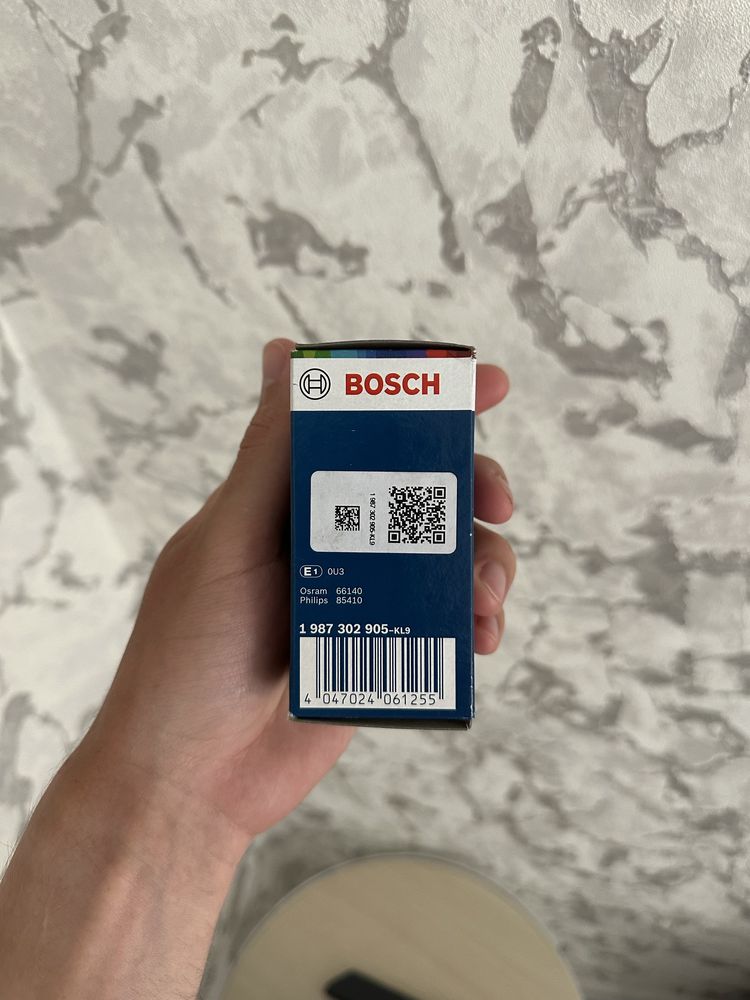 BOSCH
1 987 302 905-KL9
E1 0U3
Osram 66140
Philips 85410
1 987 302 905-KL9
4 047024 061255